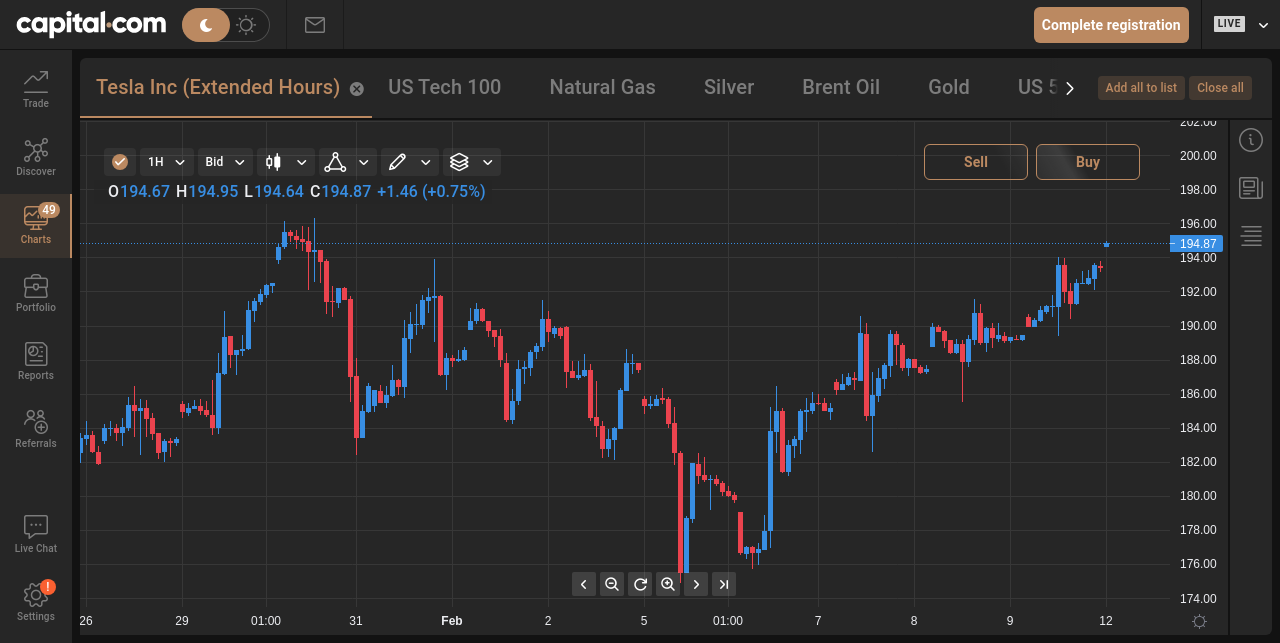 capital.com
Complete registration
LIVE
Trade
Discover
49
Charts
Portfolio
Reports
Referrals
Live Chat
!
Settings
Tesla Inc (Extended Hours) US Tech 100 Natural Gas Silver Brent Oil Gold US 5
Add all to list Close all
1H Bid
Sell Buy
O194.67 H194.95 L194.64 C194.87 +1.46 (+0.75%)
202.00
200.00
198.00
196.00
194.87
194.00
192.00
190.00
188.00
186.00
184.00
182.00
180.00
178.00
176.00
174.00
26 29 01:00 31 Feb 2 5 01:00 7 8 9 12